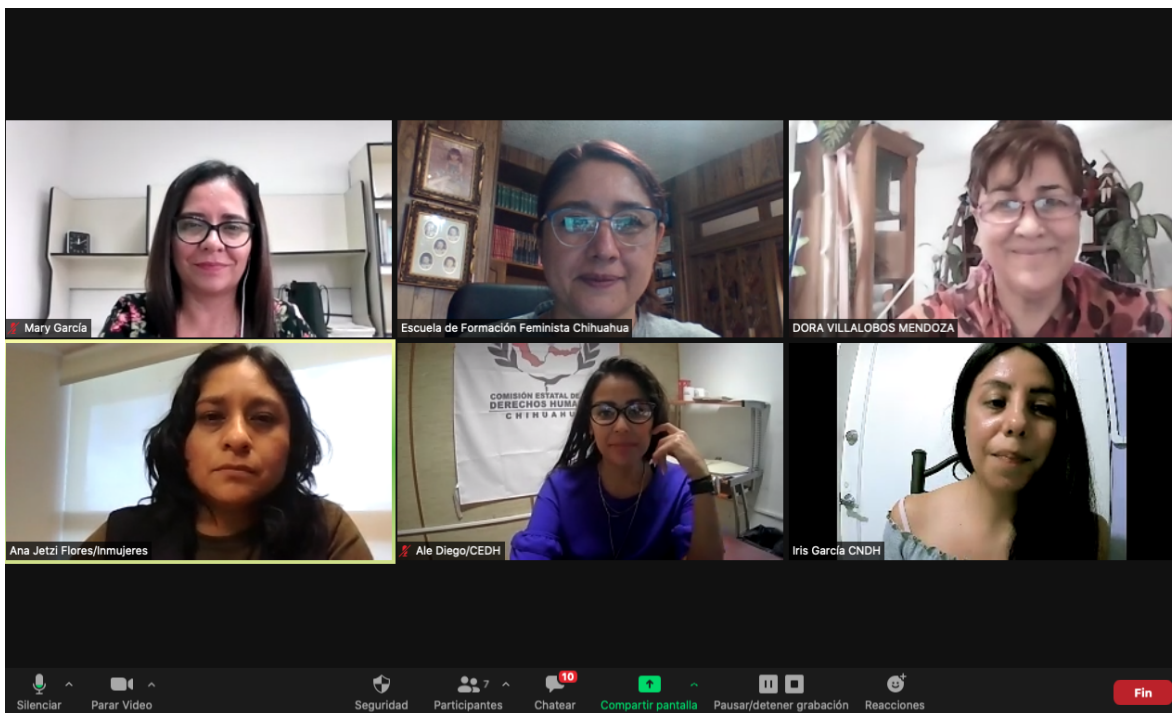 Mary García
Escuela de Formación Feminista Chihuahua
DORA VILLALOBOS MENDOZA
COMISIÓN ESTATAL DE
DERECHOS HUMA
CHIHUAHU
Ana Jetzi Flores/Inmujeres
Ale Diego/CEDH
Iris García CNDH
Silenciar
Parar Video
Seguridad
7
Participantes
10
Chatear
Compartir pantalla
Pausar/detener grabación
Reacciones
Fin